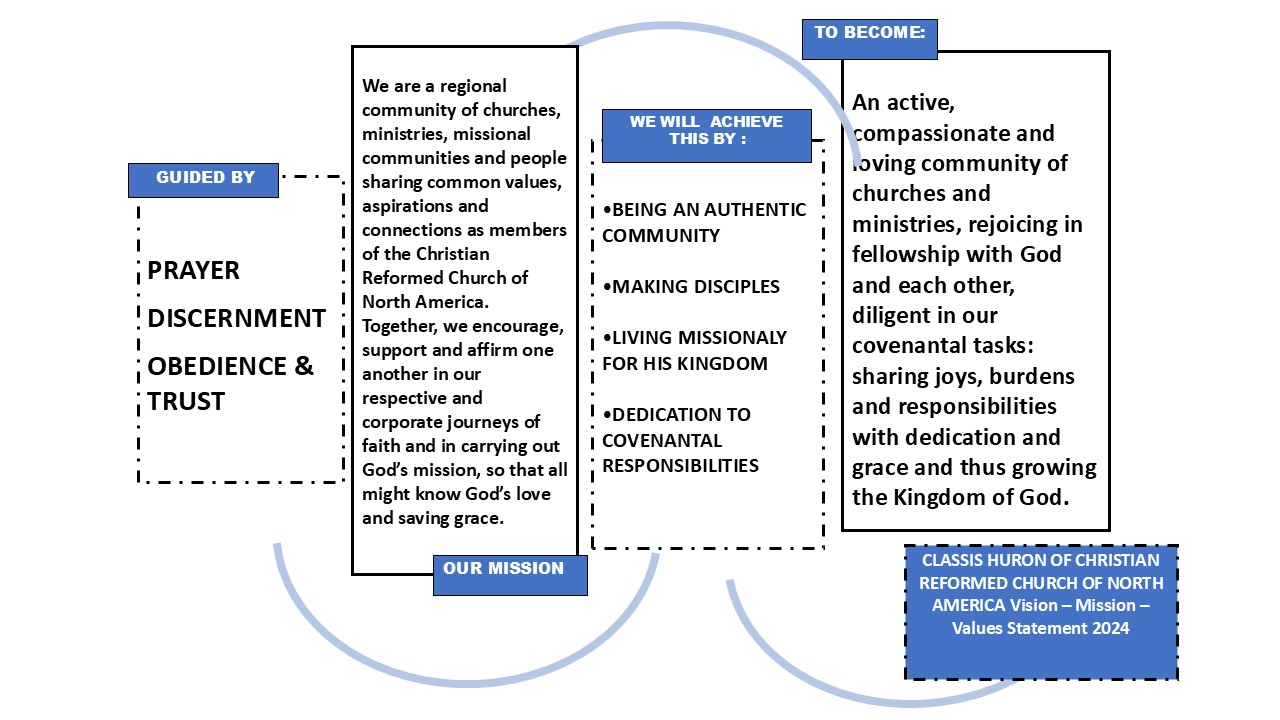 GUIDED BY
PRAYER
DISCERNMENT
OBEDIENCE &
TRUST
We are a regional
community of churches,
ministries, missional
communities and people
sharing common values,
aspirations and
connections as members
of the Christian
Reformed Church of
North America.
Together, we encourage,
support and affirm one
another in our
respective and
corporate journeys of
faith and in carrying out
God's mission, so that all
might know God's love
and saving grace.
OUR MISSION
WE WILL ACHIEVE
THIS BY :
•BEING AN AUTHENTIC
COMMUNITY
•MAKING DISCIPLES
•LIVING MISSIONALY
FOR HIS KINGDOM
•DEDICATION TO
COVENANTAL
RESPONSIBILITIES
TO BECOME:
An active,
compassionate and
loving community of
churches and
ministries, rejoicing in
fellowship with God
and each other,
diligent in our
covenantal tasks:
sharing joys, burdens
and responsibilities
with dedication and
grace and thus growing
the Kingdom of God.
CLASSIS HURON OF CHRISTIAN
REFORMED CHURCH OF NORTH
AMERICA Vision – Mission –
Values Statement 2024